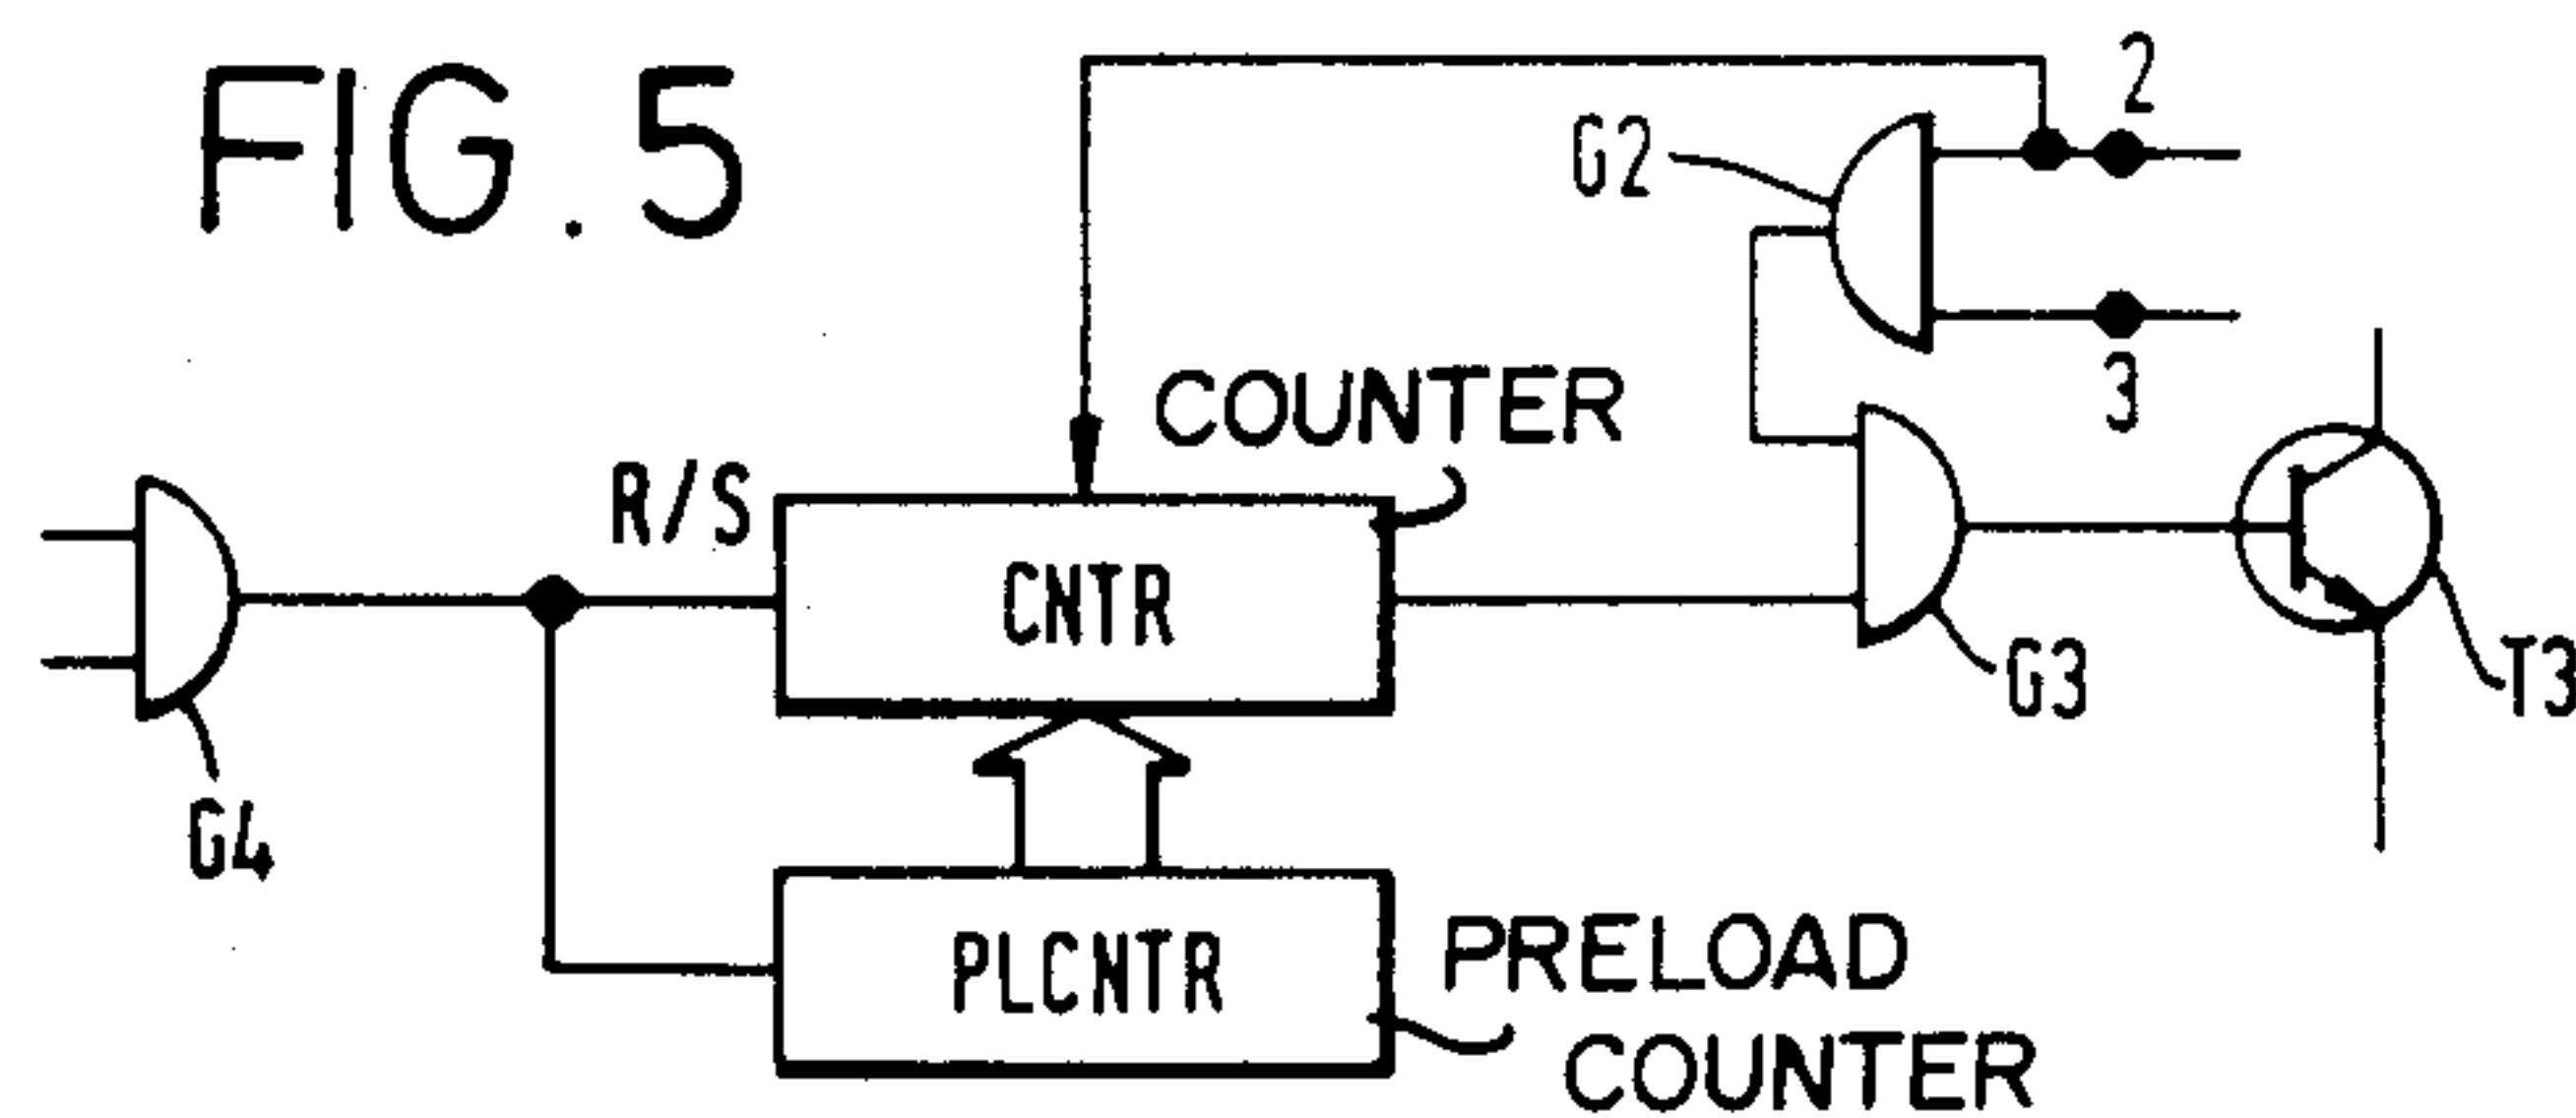 FIG. 5
2
G2
3
COUNTER
R/S
CNTR
G3
T3
G4
PLCNTR
PRELOAD
COUNTER